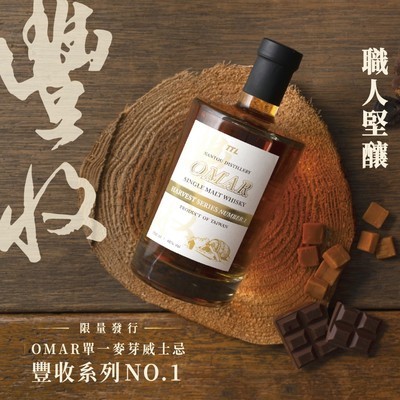 豐收
職人堅釀
TTL
NANTOU DISTILLERY
OMAR
SINGLE MALT WHISKY
HARVEST SERIES NUMBER
PRODUCT OF TAIWAN
限量發行
OMAR單一麥芽威士忌
豐收系列NO.1